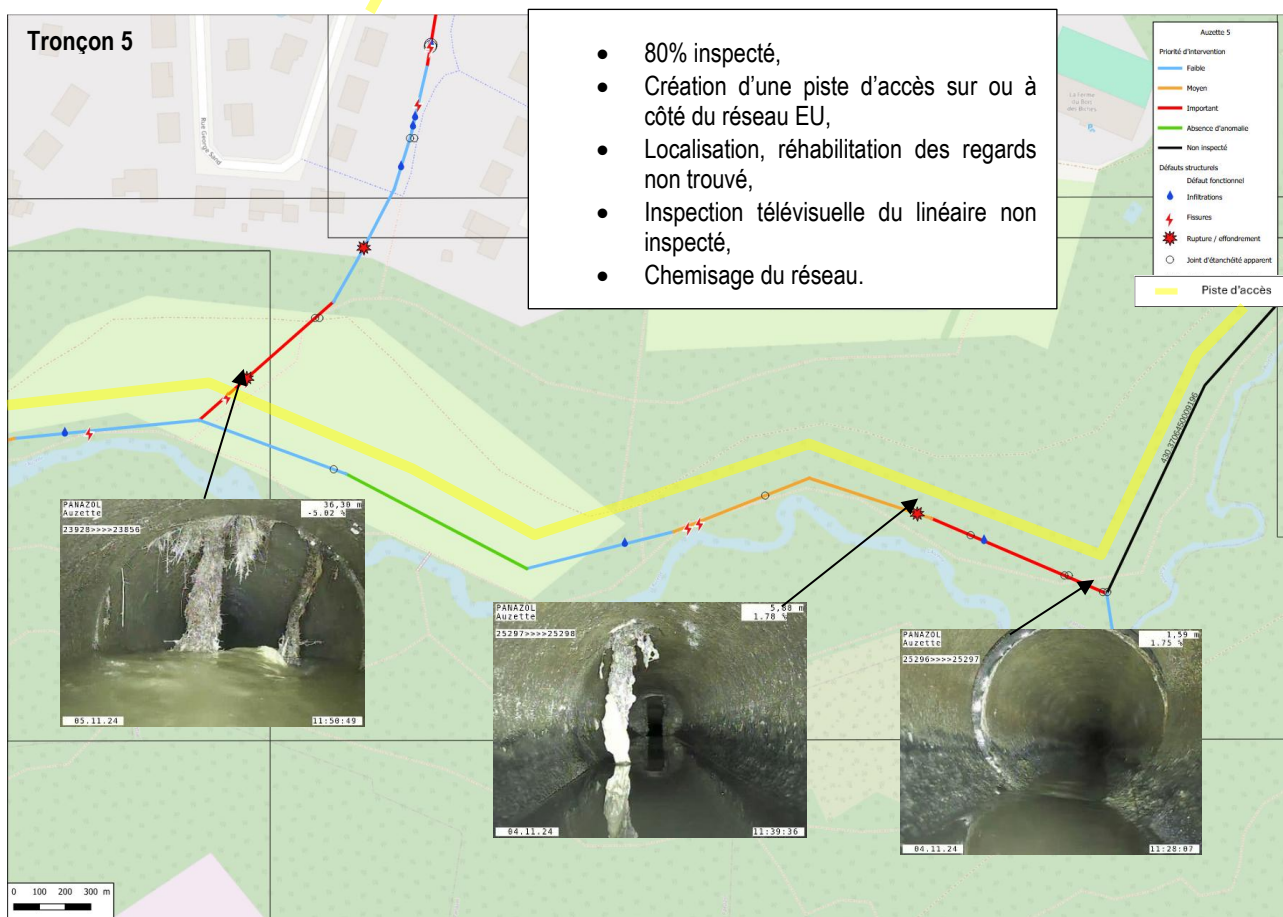 Tronçon 5
• 80% inspecté,
• Création d'une piste d'accès sur ou à
côté du réseau EU,
• Localisation, réhabilitation des regards
non trouvé,
• Inspection télévisuelle du linéaire non
inspecté,
• Chemisage du réseau.
Auzette 5
Priorité d'intervention
Faible
Moyen
Important
Absence d'anomalie
Non inspecté
Défauts structurels
Défaut fonctionnel
Infiltrations
Fissures
Rupture / effondrement
Joint d'étanchéité apparent
Piste d'accès
Rue George Sand
La Ferme
430.3706450009196
PANAZOL
Auzette
36,30 m
-5.02 %
23928>>>>23856
05.11.24
11:50:49
PANAZOL
Auzette
5,88 m
1.78 %
25297>>>>25298
04.11.24
11:39:36
PANAZOL
Auzette
1,59 m
1.75 %
25296>>>>25297
04.11.24
11:28:07
0 100 200 300 m